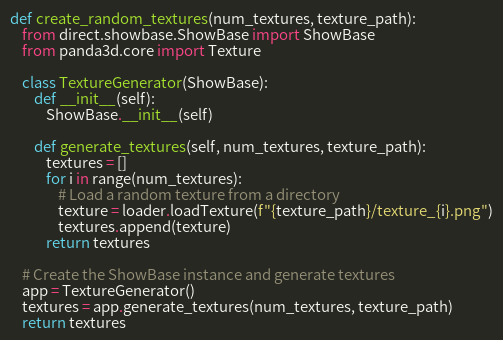 def create_random_textures(num_textures, texture_path):
from direct.showbase.ShowBase import ShowBase
from panda3d.core import Texture
class TextureGenerator(ShowBase):
def __init__(self):
ShowBase.__init__(self)
def generate_textures(self, num_textures, texture_path):
textures = []
for i in range(num_textures):
# Load a random texture from a directory
texture = loader.loadTexture(f"{texture_path}/texture_{i}.png")
textures.append(texture)
return textures
# Create the ShowBase instance and generate textures
app = TextureGenerator()
textures = app.generate_textures(num_textures, texture_path)
return textures